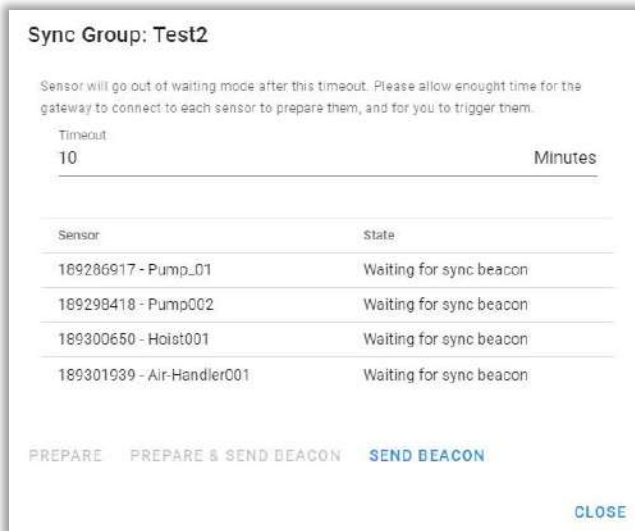 Sync Group: Test2
Sensor will go out of waiting mode after this timeout. Please allow enought time for the
gateway to connect to each sensor to prepare them, and for you to trigger them.
Timeout
10 Minutes
Sensor State
189286917 - Pump_01 Waiting for sync beacon
189298418 - Pump002 Waiting for sync beacon
189300650 - Hoist001 Waiting for sync beacon
189301939 - Air-Handler001 Waiting for sync beacon
PREPARE PREPARE & SEND BEACON SEND BEACON
CLOSE